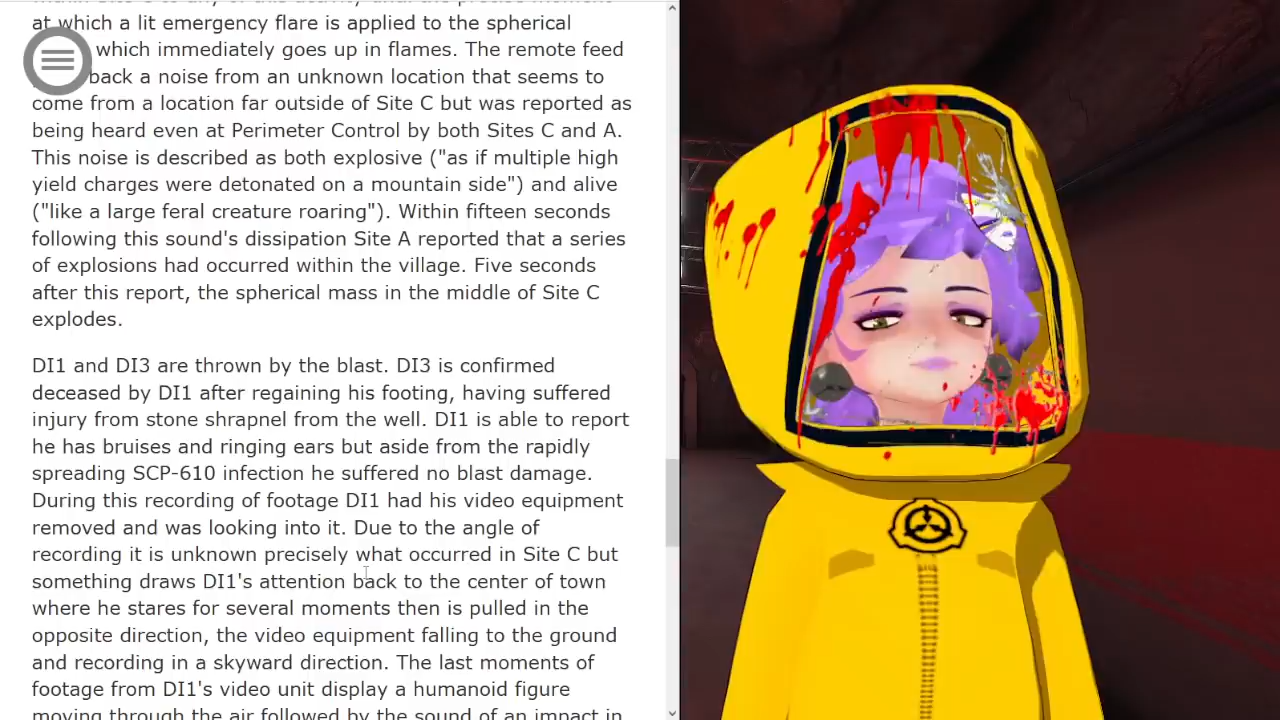 at which a lit emergency flare is applied to the spherical
which immediately goes up in flames. The remote feed
back a noise from an unknown location that seems to
come from a location far outside of Site C but was reported as
being heard even at Perimeter Control by both Sites C and A.
This noise is described as both explosive ("as if multiple high
yield charges were detonated on a mountain side") and alive
("like a large feral creature roaring"). Within fifteen seconds
following this sound's dissipation Site A reported that a series
of explosions had occurred within the village. Five seconds
after this report, the spherical mass in the middle of Site C
explodes.
DI1 and DI3 are thrown by the blast. DI3 is confirmed
deceased by DI1 after regaining his footing, having suffered
injury from stone shrapnel from the well. DI1 is able to report
he has bruises and ringing ears but aside from the rapidly
spreading SCP-610 infection he suffered no blast damage.
During this recording of footage DI1 had his video equipment
removed and was looking into it. Due to the angle of
recording it is unknown precisely what occurred in Site C but
something draws DI1's attention back to the center of town
where he stares for several moments then is pulled in the
opposite direction, the video equipment falling to the ground
and recording in a skyward direction. The last moments of
footage from DI1's video unit display a humanoid figure
moving through the air followed by the sound of an impact in